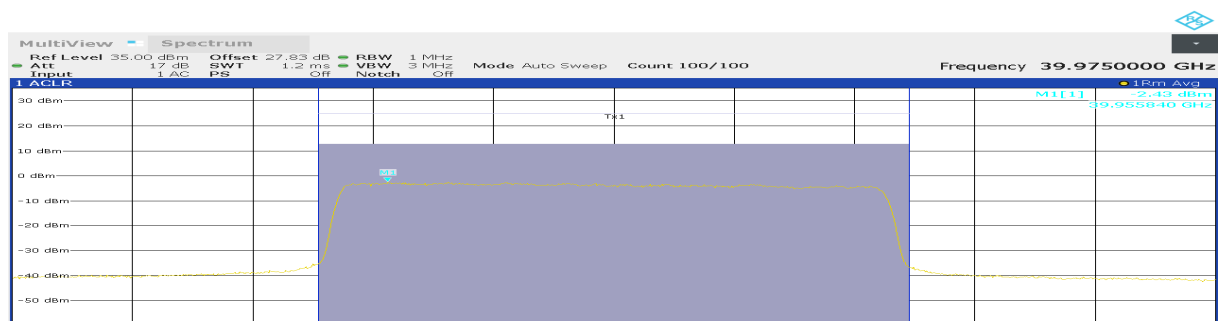 MultiView Spectrum
Ref Level 35.00 dBm Offset 27.83 dB RBW 1 MHz
Att 17 dB SWT 1.2 ms VBW 3 MHz Mode Auto Sweep Count 100/100 Frequency 39.9750000 GHz
Input 1 AC PS Off Notch Off
1 ACLR 1Rm Avg
M1[1] -2.43 dBm
39.955840 GHz
30 dBm
Tx1
20 dBm
10 dBm
M1
0 dBm
-10 dBm
-20 dBm
-30 dBm
-40 dBm
-50 dBm